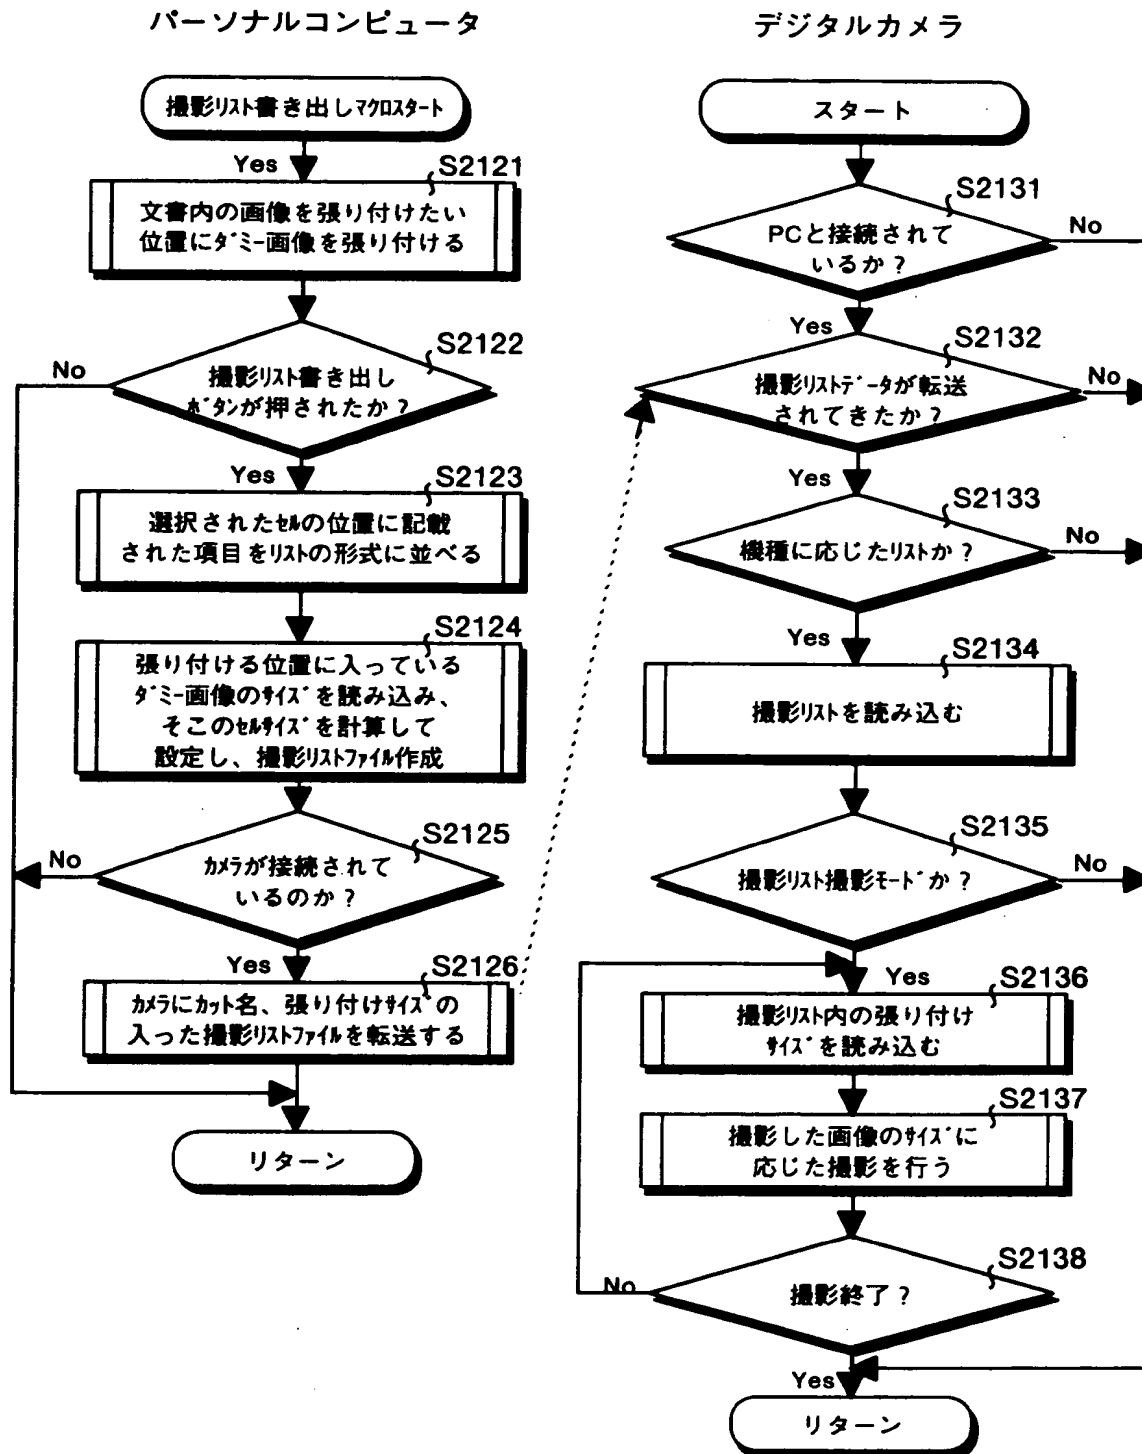 パーソナルコンピュータ
撮影リスト書き出しマクロスタート
Yes
S2121
文書内の画像を張り付けたい
位置にダミー画像を張り付ける
S2122
No
撮影リスト書き出し
ボタンが押されたか?
Yes
S2123
選択されたセルの位置に記載
された項目をリストの形式に並べる
S2124
張り付ける位置に入っている
ダミー画像のサイズを読み込み、
そこのセルサイズを計算して
設定し、撮影リストファイル作成
S2125
No
カメラが接続されて
いるのか?
Yes
S2126
カメラにカット名、張り付けサイズの
入った撮影リストファイルを転送する
リターン
デジタルカメラ
スタート
S2131
PCと接続されて
いるか?
No
Yes
S2132
撮影リストデータが転送
されてきたか?
No
Yes
S2133
機種に応じたリストか?
No
Yes
S2134
撮影リストを読み込む
S2135
撮影リスト撮影モードか?
No
Yes
S2136
撮影リスト内の張り付け
サイズを読み込む
S2137
撮影した画像のサイズに
応じた撮影を行う
S2138
No
撮影終了?
Yes
リターン